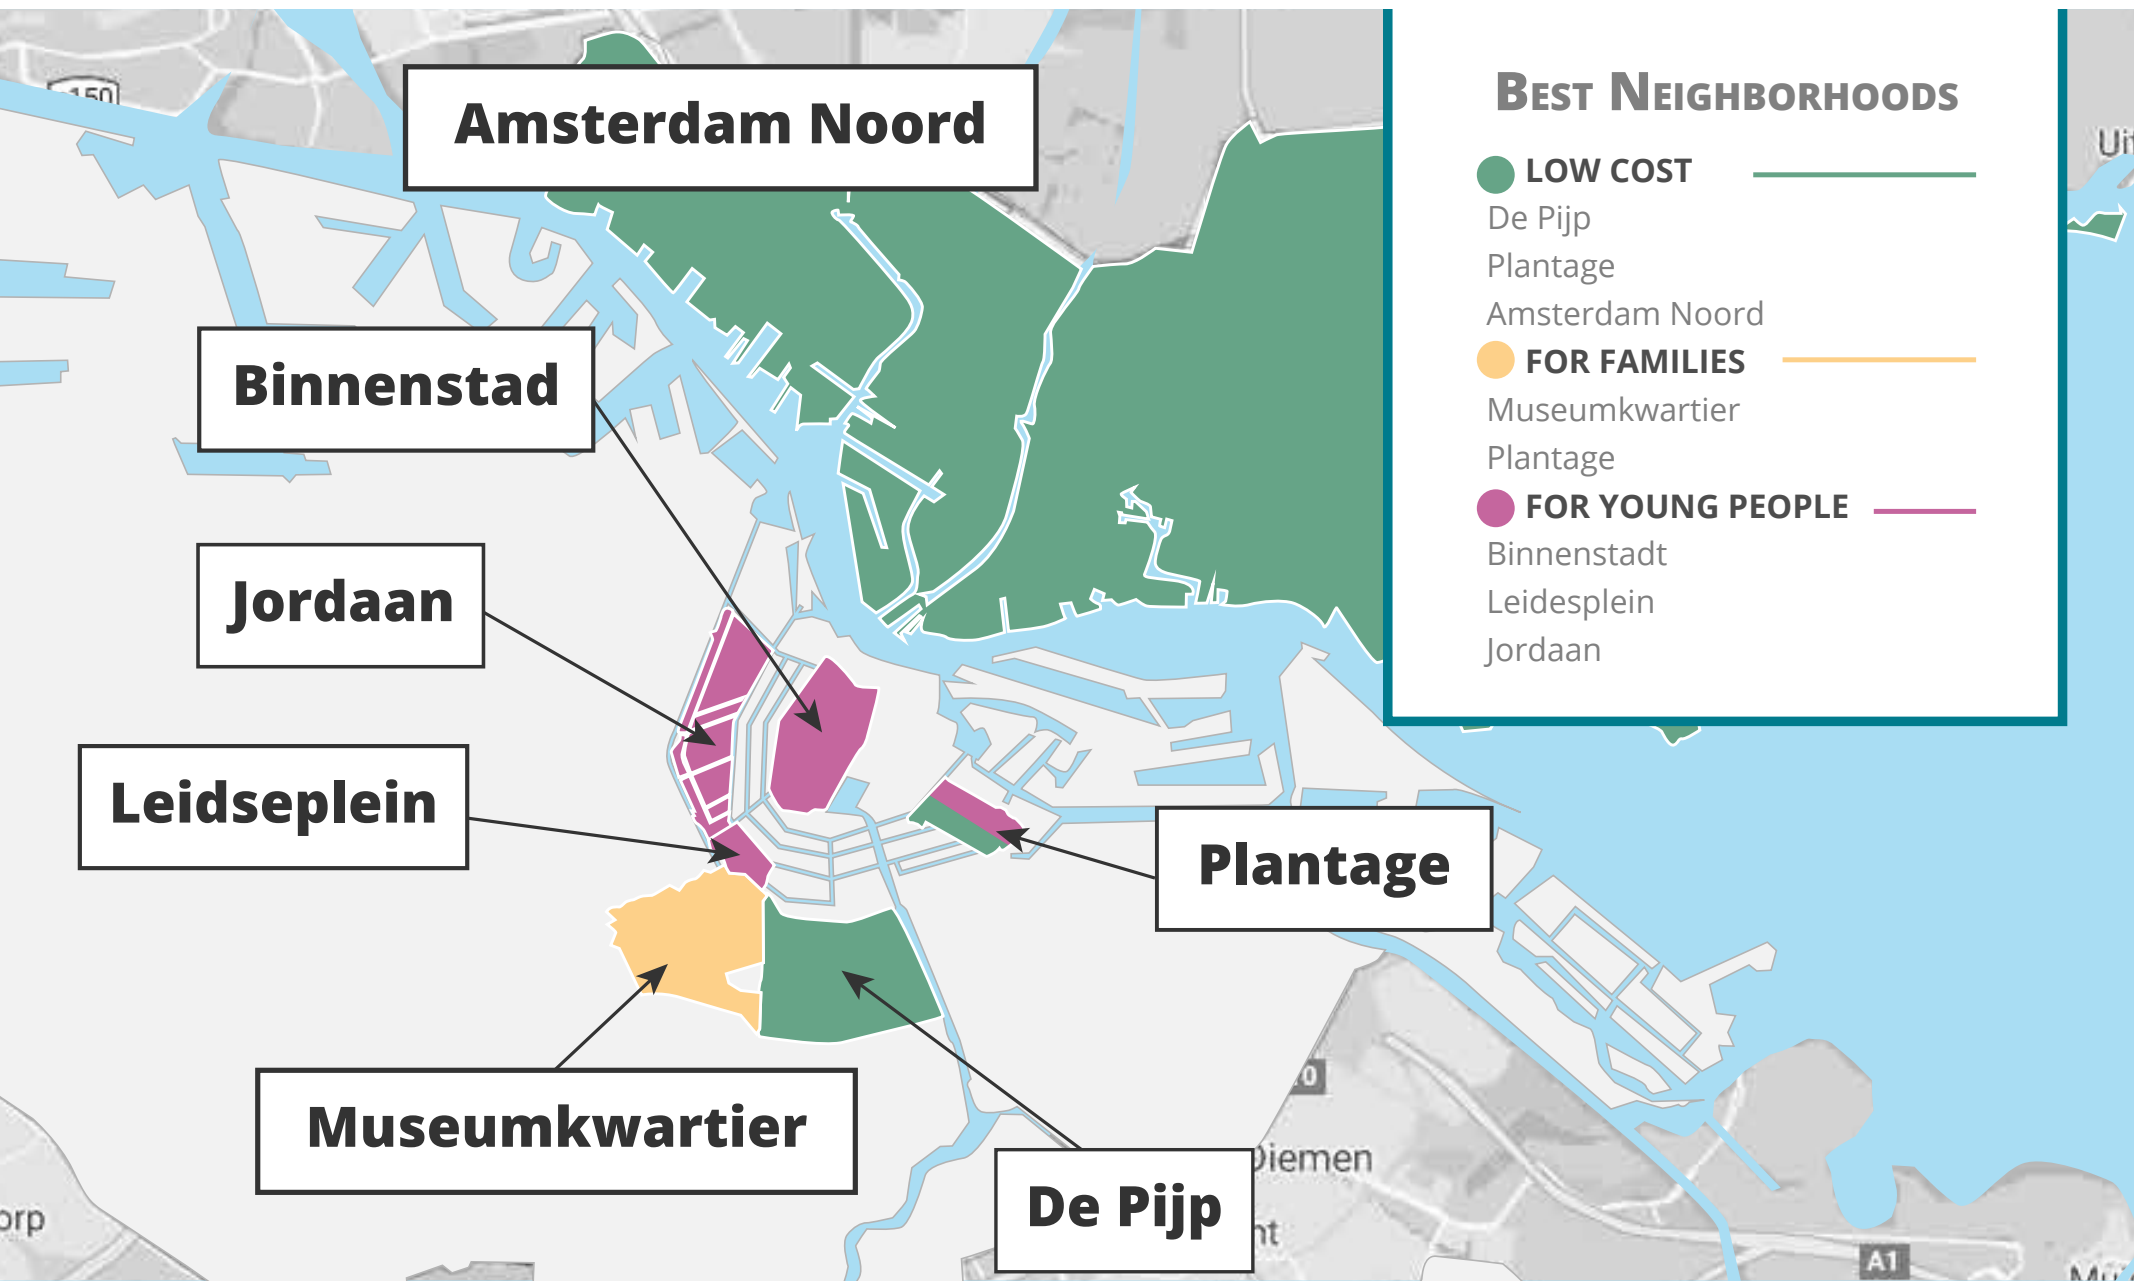 150
Amsterdam Noord
Binnenstad
Jordaan
Leidseplein
Museumkwartier
De Pijp
Plantage
BEST NEIGHBORHOODS
LOW COST
De Pijp
Plantage
Amsterdam Noord
FOR FAMILIES
Museumkwartier
Plantage
FOR YOUNG PEOPLE
Binnenstadt
Leidesplein
Jordaan
Diemen
A1